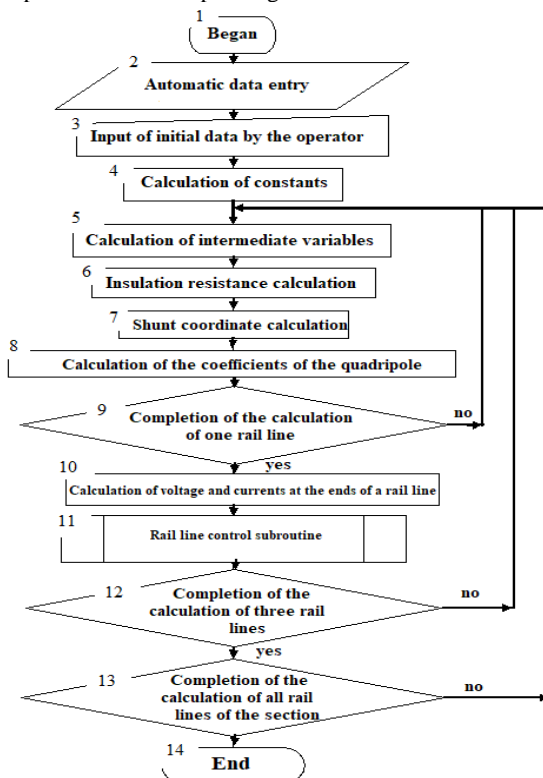 1
Began
2
Automatic data entry
3
Input of initial data by the operator
4
Calculation of constants
5
Calculation of intermediate variables
6
Insulation resistance calculation
7
Shunt coordinate calculation
8
Calculation of the coefficients of the quadripole
9
Completion of the calculation
of one rail line
no
yes
10
Calculation of voltage and currents at the ends of a rail line
11
Rail line control subroutine
12
Completion of the
calculation of three rail
lines
no
yes
13
Completion of the
calculation of all rail
lines of the section
no
14
End